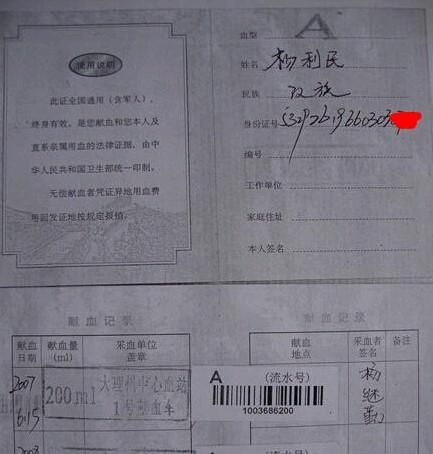 使用说明
此证全国通用（含军人），
终身有效，是您献血和您本人及
直系亲属用血的法律证据，由中
华人民共和国卫生部统一印制。
无偿献血者凭证异地用血费
用回发证地按规定报销。
血型 A
姓名 杨利民
民族 汉族
身份证号
编号
工作单位
家庭住址
本人签名
献血记录
献血日期 献血量(ml) 采血单位盖章
2007 6.15 200ml 大理州中心血站 1号献血车
2008
献血记录
献血地点 采血者签名 备注
A (流水号) 杨继勤
1003686200
(流水号)